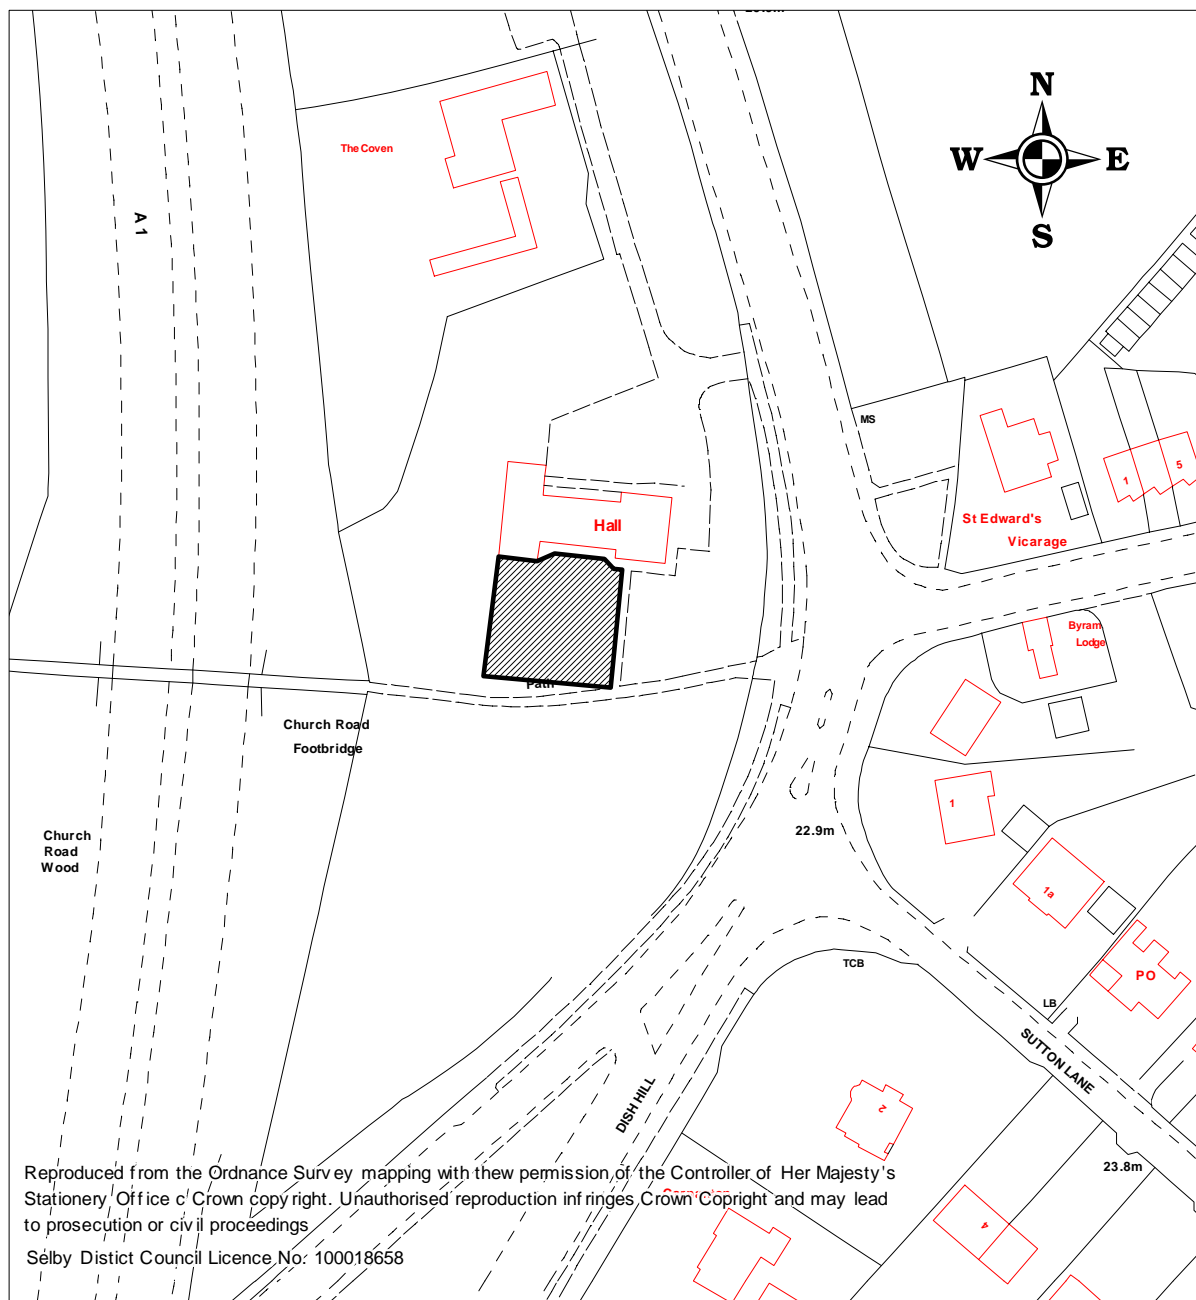 N
W E
S
The Coven
A 1
MS
1
5
St Edward's
Vicarage
Hall
Byram
Lodge
Path
Church Road
Footbridge
1
22.9m
Church
Road
Wood
1a
TCB
PO
LB
SUTTON LANE
DISH HILL
2
23.8m
Reproduced from the Ordnance Survey mapping with thew permission of the Controller of Her Majesty's
Stationery Office c Crown copyright. Unauthorised reproduction infringes Crown Copright and may lead
to prosecution or civil proceedings
4
Selby Distict Council Licence No: 100018658